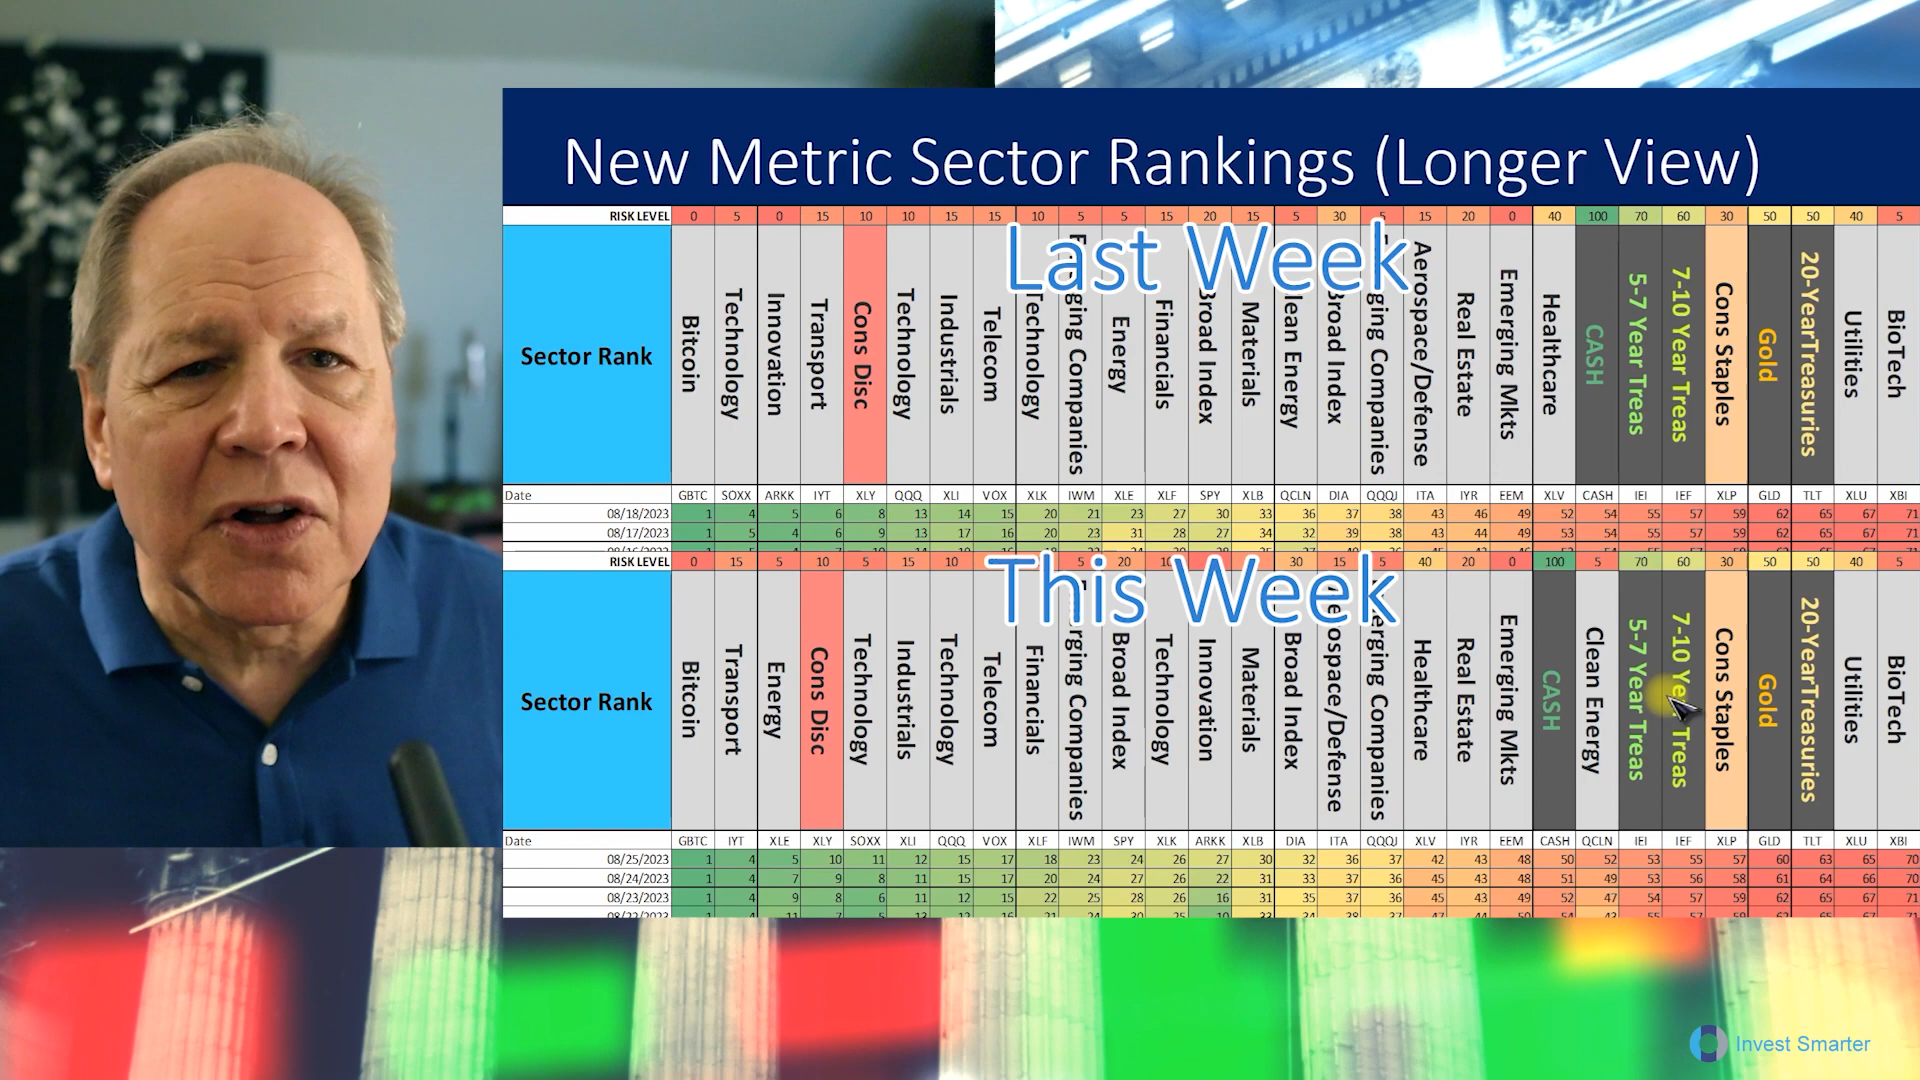 New Metric Sector Rankings (Longer View)
RISK LEVEL 0 5 0 15 10 10 15 15 10 5 5 15 20 15 5 30 5 15 20 0 40 100 70 60 30 50 50 40 5
Last Week
Sector Rank Bitcoin Technology Innovation Transport Cons Disc Technology Industrials Telecom Technology Companies Energy Financials Broad Index Materials Clean Energy Broad Index Companies Aerospace/Defense Real Estate Emerging Mkts Healthcare CASH 5-7 Year Treas 7-10 Year Treas Cons Staples Gold 20-YearTreasuries Utilities BioTech
Date GBTC SOXX ARKK IYT XLY QQQ XLI VOX XLK IWM XLE XLF SPY XLB QCLN DIA QQQJ ITA IYR EEM XLV CASH IEI IEF XLP GLD TLT XLU XBI
08/18/2023 1 4 5 6 8 13 14 15 20 21 23 27 30 33 36 37 38 43 46 49 52 54 55 57 59 62 65 67 71
08/17/2023 1 5 4 6 9 13 17 16 20 23 31 28 27 34 32 39 38 43 44 49 53 54 55 57 59 62 65 67 71
RISK LEVEL 0 15 5 10 5 15 10 5 20 10 30 15 5 40 20 0 100 5 70 60 30 50 50 40 5
This Week
Sector Rank Bitcoin Transport Energy Cons Disc Technology Industrials Technology Telecom Financials Companies Broad Index Technology Innovation Materials Broad Index Companies Healthcare Real Estate Emerging Mkts CASH Clean Energy 5-7 Year Treas 7-10 Treas Cons Staples Gold 20-YearTreasuries Utilities BioTech
Date GBTC IYT XLE XLY SOXX XLI QQQ VOX XLF IWM SPY XLK ARKK XLB DIA ITA QQQJ XLV IYR EEM CASH QCLN IEI IEF XLP GLD TLT XLU XBI
08/25/2023 1 4 5 10 11 12 15 17 18 23 24 26 27 30 32 36 37 42 43 48 50 52 53 55 57 60 63 65 70
08/24/2023 1 4 7 9 8 11 15 17 20 24 27 26 22 31 33 37 36 45 43 49 51 49 53 56 58 61 64 66 70
08/23/2023 1 4 9 8 6 11 12 15 22 25 28 26 16 31 35 37 36 45 43 49 52 47 54 57 59 62 65 67 71
Invest Smarter